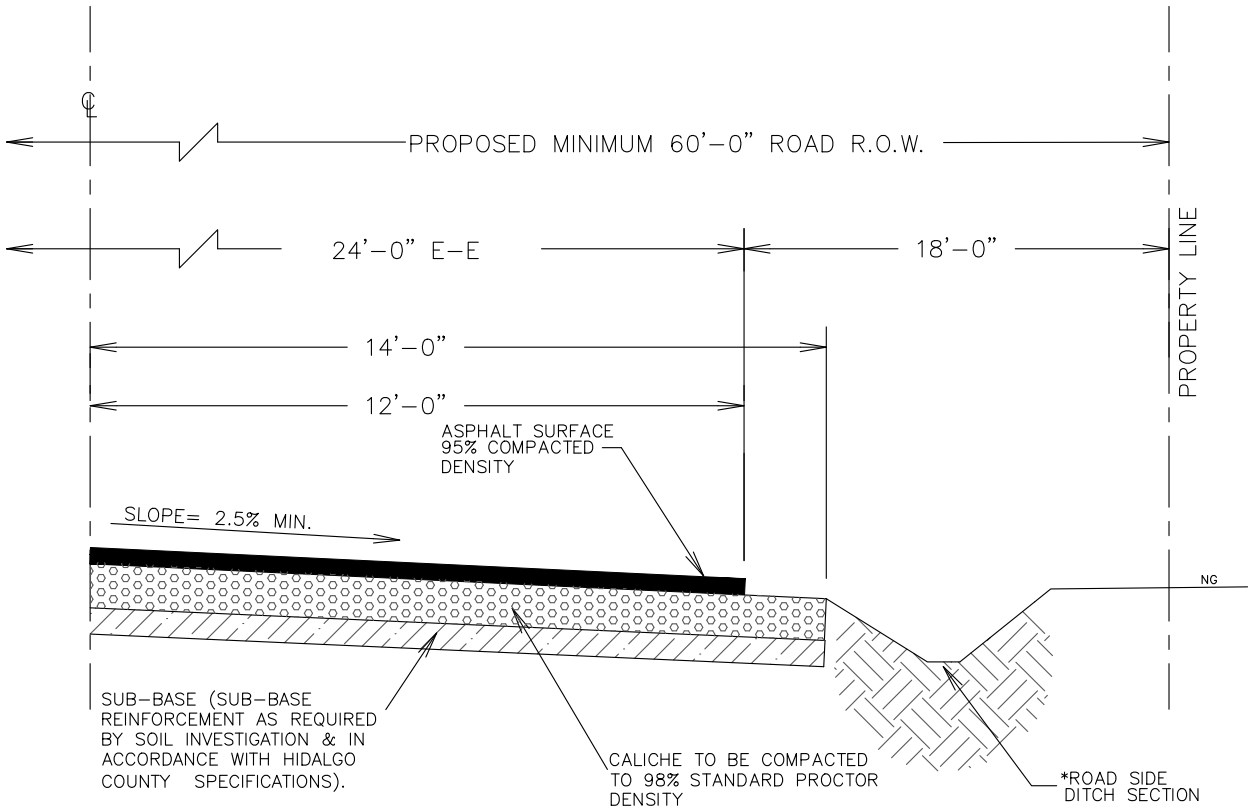 ℄
PROPOSED MINIMUM 60'-0" ROAD R.O.W.
24'-0" E-E
18'-0"
PROPERTY LINE
14'-0"
12'-0"
ASPHALT SURFACE
95% COMPACTED
DENSITY
SLOPE= 2.5% MIN.
NG
SUB-BASE (SUB-BASE
REINFORCEMENT AS REQUIRED
BY SOIL INVESTIGATION & IN
ACCORDANCE WITH HIDALGO
COUNTY SPECIFICATIONS).
CALICHE TO BE COMPACTED
TO 98% STANDARD PROCTOR
DENSITY
*ROAD SIDE
DITCH SECTION